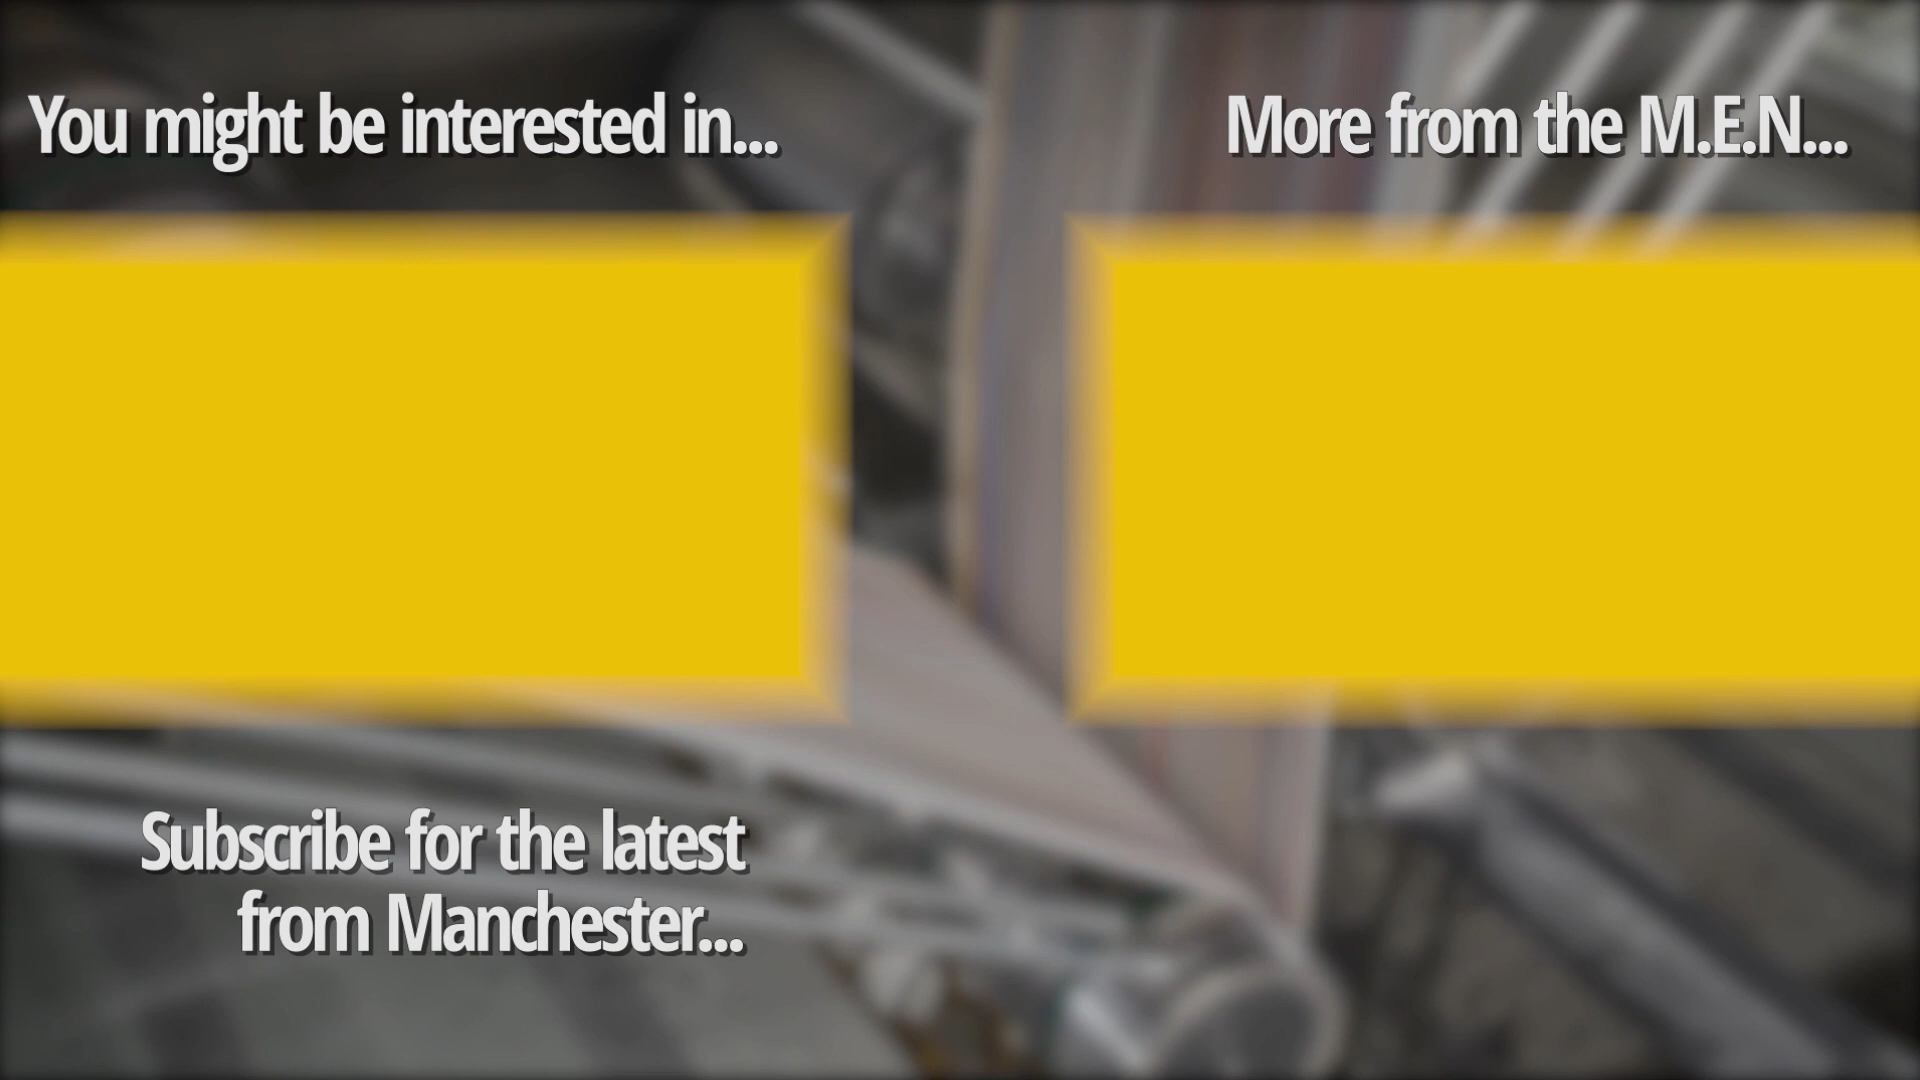 You might be interested in...
More from the M.E.N...
Subscribe for the latest
from Manchester...